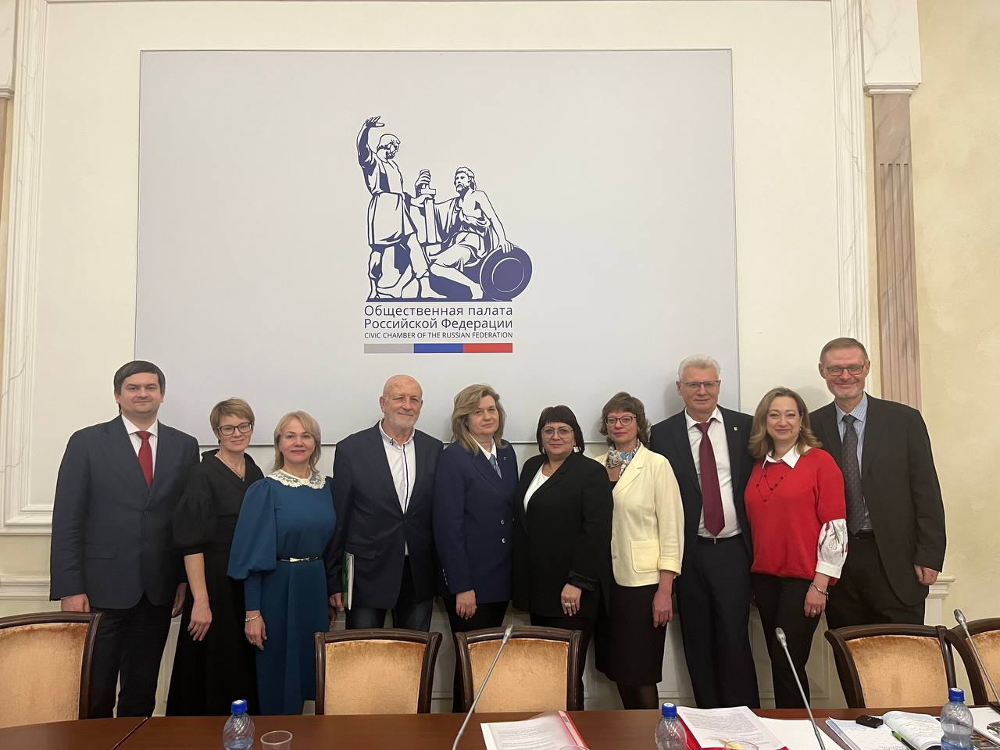 Общественная палата
Российской Федерации
CIVIC CHAMBER OF THE RUSSIAN FEDERATION